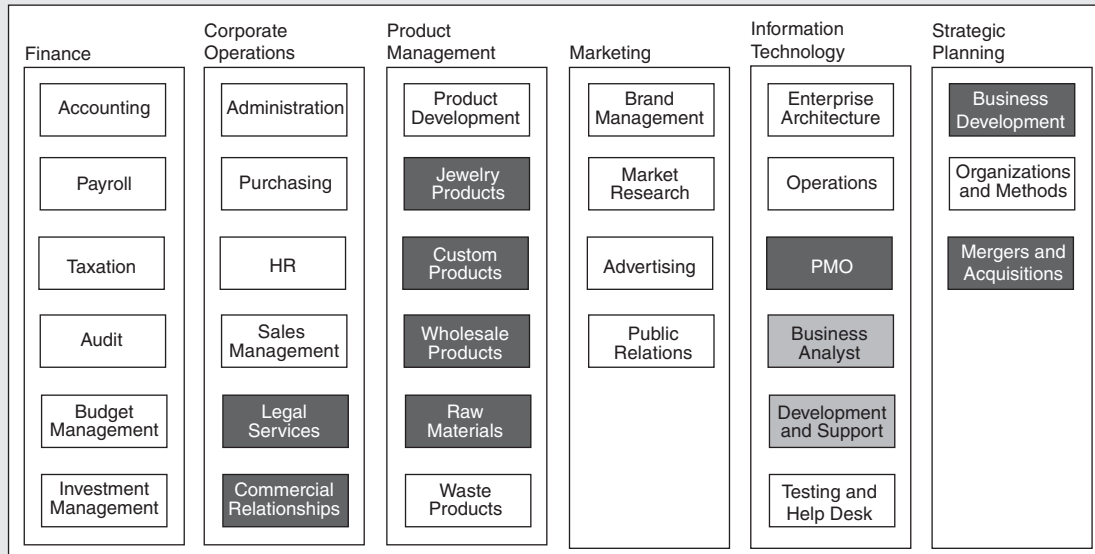 Finance
Accounting
Payroll
Taxation
Audit
Budget
Management
Investment
Management
Corporate
Operations
Administration
Purchasing
HR
Sales
Management
Legal
Services
Commercial
Relationships
Product
Management
Product
Development
Jewelry
Products
Custom
Products
Wholesale
Products
Raw
Materials
Waste
Products
Marketing
Brand
Management
Market
Research
Advertising
Public
Relations
Information
Technology
Enterprise
Architecture
Operations
PMO
Business
Analyst
Development
and Support
Testing and
Help Desk
Strategic
Planning
Business
Development
Organizations
and Methods
Mergers and
Acquisitions